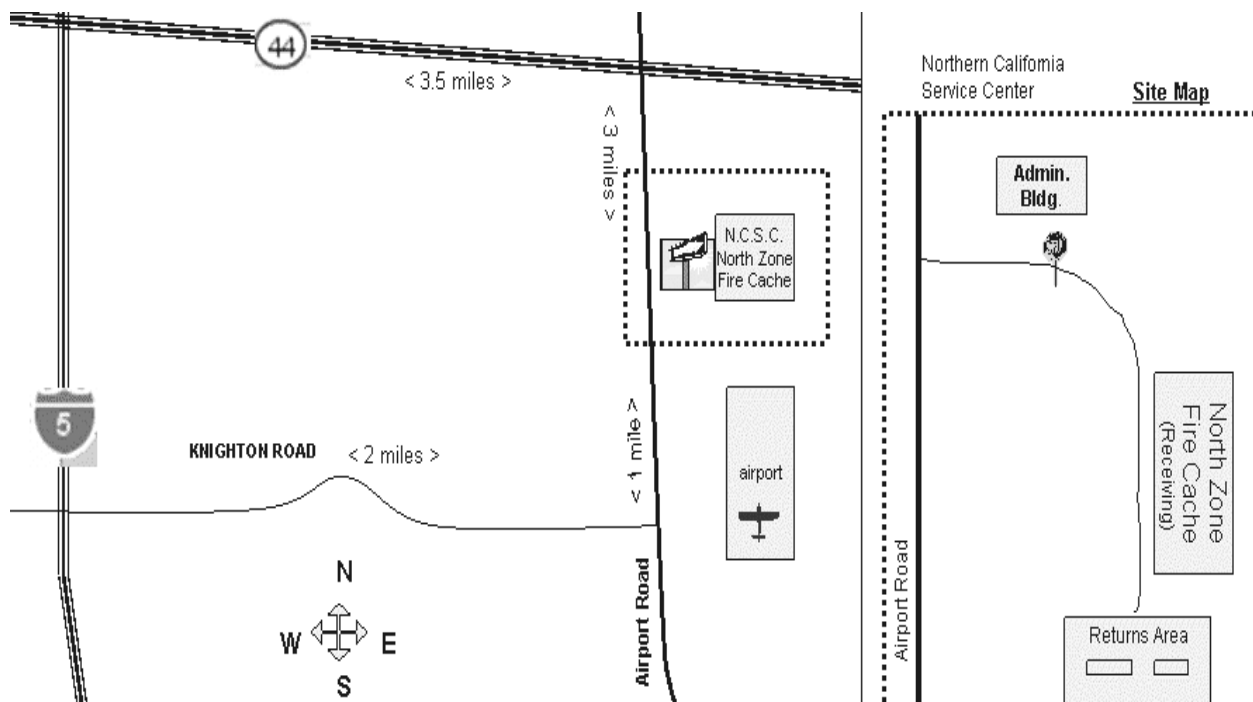 44
< 3.5 miles >
< 3 miles >
N.C.S.C.
North Zone
Fire Cache
5
KNIGHTON ROAD
< 2 miles >
< 1 mile >
airport
Airport Road
N
W
E
S
Northern California
Service Center
Site Map
Admin.
Bldg.
North Zone
Fire Cache
(Receiving)
Airport Road
Returns Area